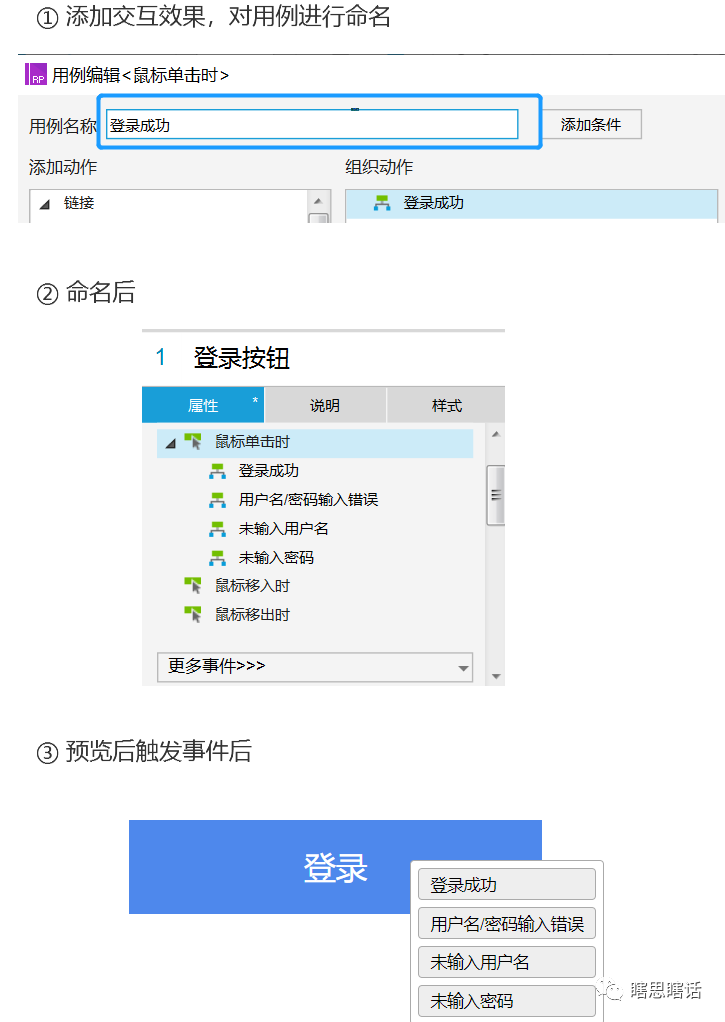 ① 添加交互效果，对用例进行命名
RP 用例编辑<鼠标单击时>
用例名称 登录成功 添加条件
添加动作 组织动作
链接 登录成功
② 命名后
1 登录按钮
属性 * 说明 样式
鼠标单击时
登录成功
用户名/密码输入错误
未输入用户名
未输入密码
鼠标移入时
鼠标移出时
更多事件>>>
③ 预览后触发事件后
登录
登录成功
用户名/密码输入错误
未输入用户名
未输入密码
瞎思瞎话